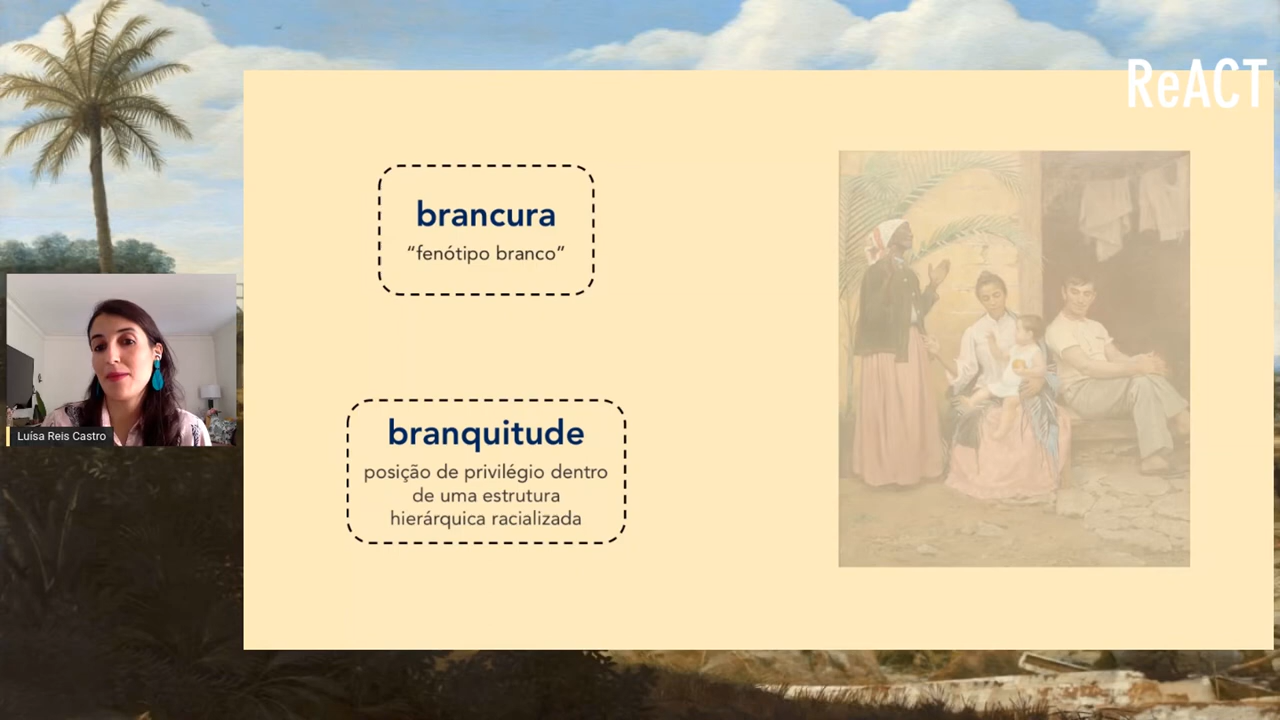 ReACT
brancura
“fenótipo branco”
branquitude
posição de privilégio dentro
de uma estrutura
hierárquica racializada
Luísa Reis Castro